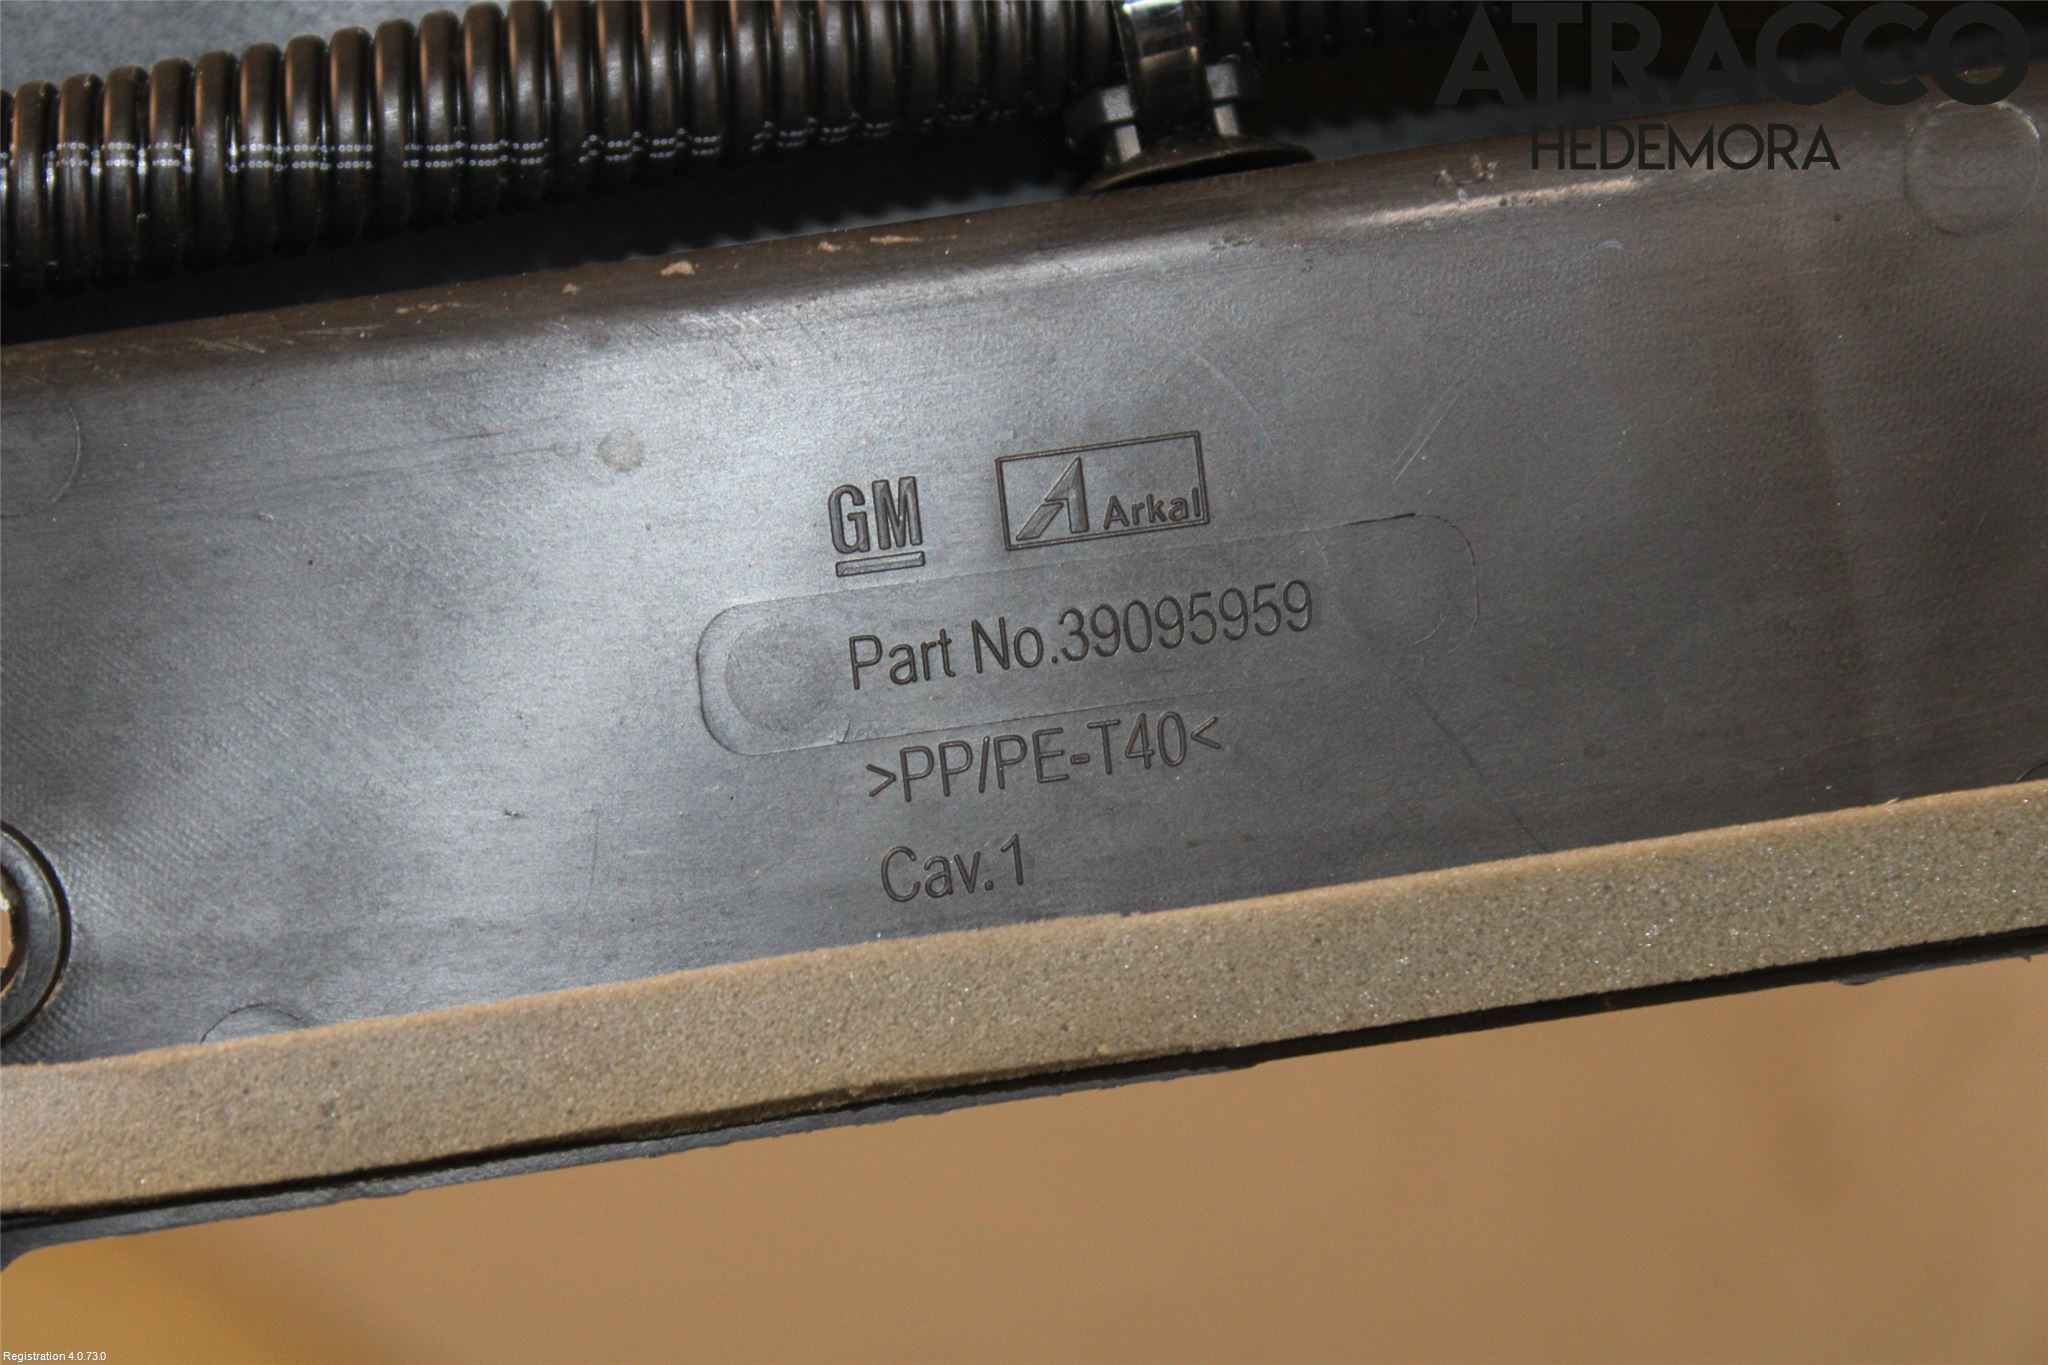 ATRACCO
HEDEMORA
GM
Arkal
Part No.39095959
>PP/PE-T40<
Cav.1
Registration 4.0.73.0